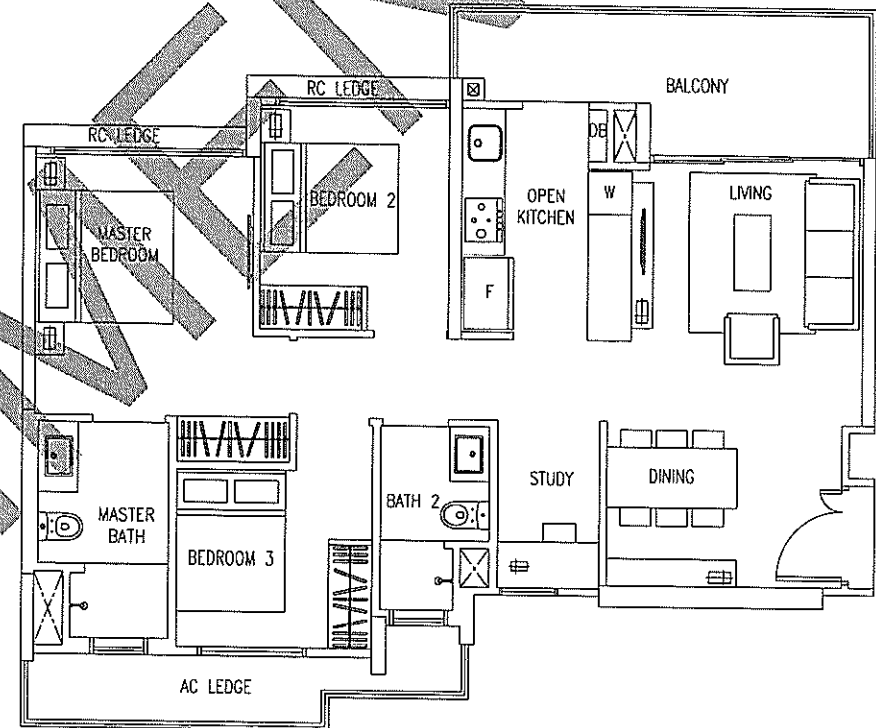 BALCONY
RC LEDGE
RC LEDGE
DB
W
LIVING
OPEN
KITCHEN
BEDROOM 2
MASTER
BEDROOM
F
STUDY
DINING
BATH 2
MASTER
BATH
BEDROOM 3
AC LEDGE